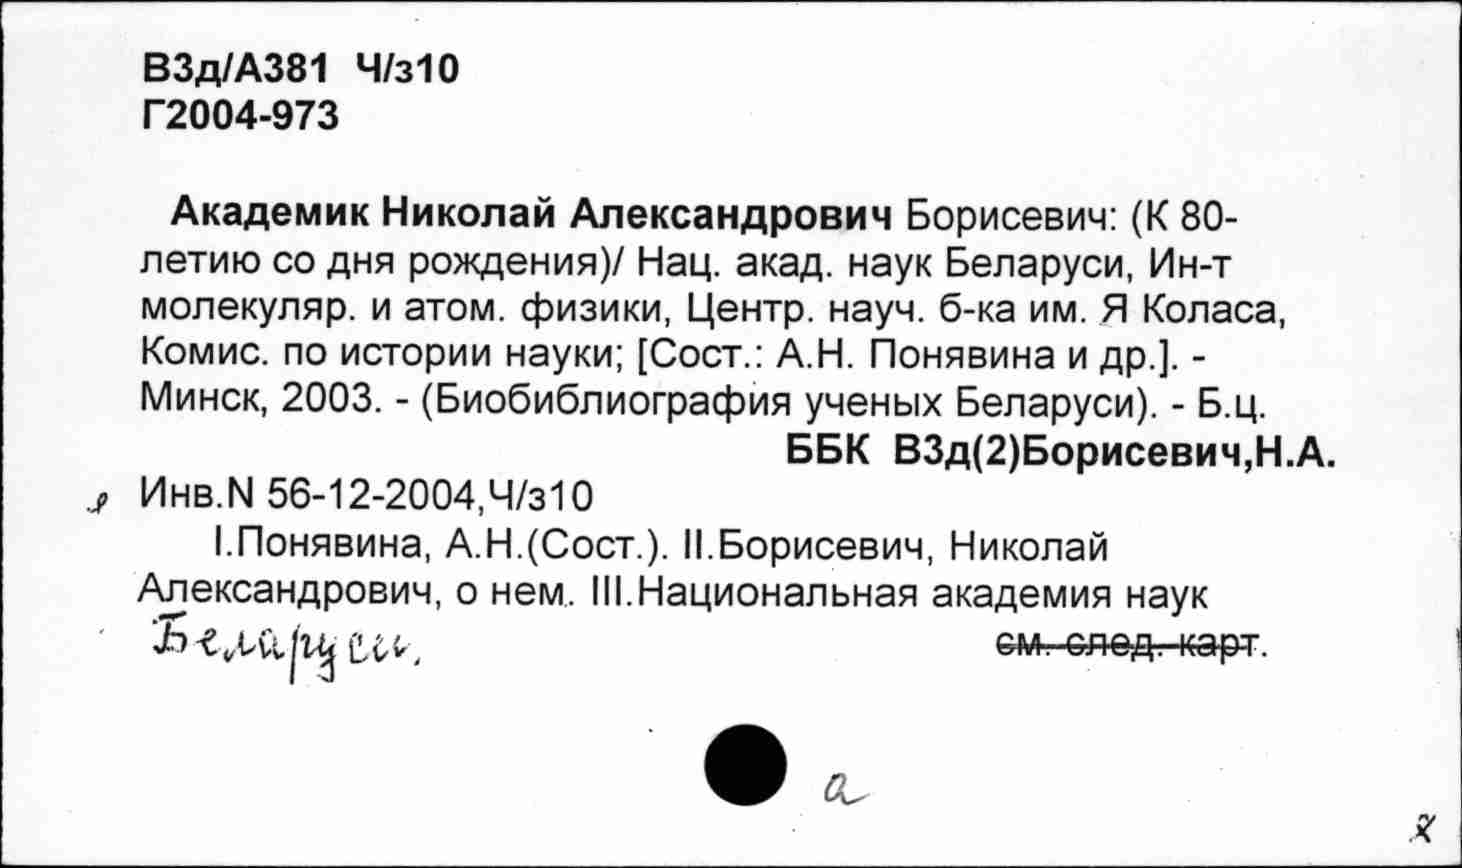 В3д/А381 Ч/з10
Г2004-973
Академик Николай Александрович Борисевич: (К 80-
летию со дня рождения)/ Нац. акад. наук Беларуси, Ин-т
молекуляр. и атом. физики, Центр. науч. б-ка им. Я Коласа,
Комис. по истории науки; [Сост.: А.Н. Понявина и др.]. -
Минск, 2003. - (Биобиблиография ученых Беларуси). - Б.ц.
ББК В3д(2)Борисевич,Н.А.
Инв.N 56-12-2004,Ч/з10
I.Понявина, А.Н.(Сост.). II.Борисевич, Николай
Александрович, о нем. III.Национальная академия наук
Беларуси. см. след. карт.
а